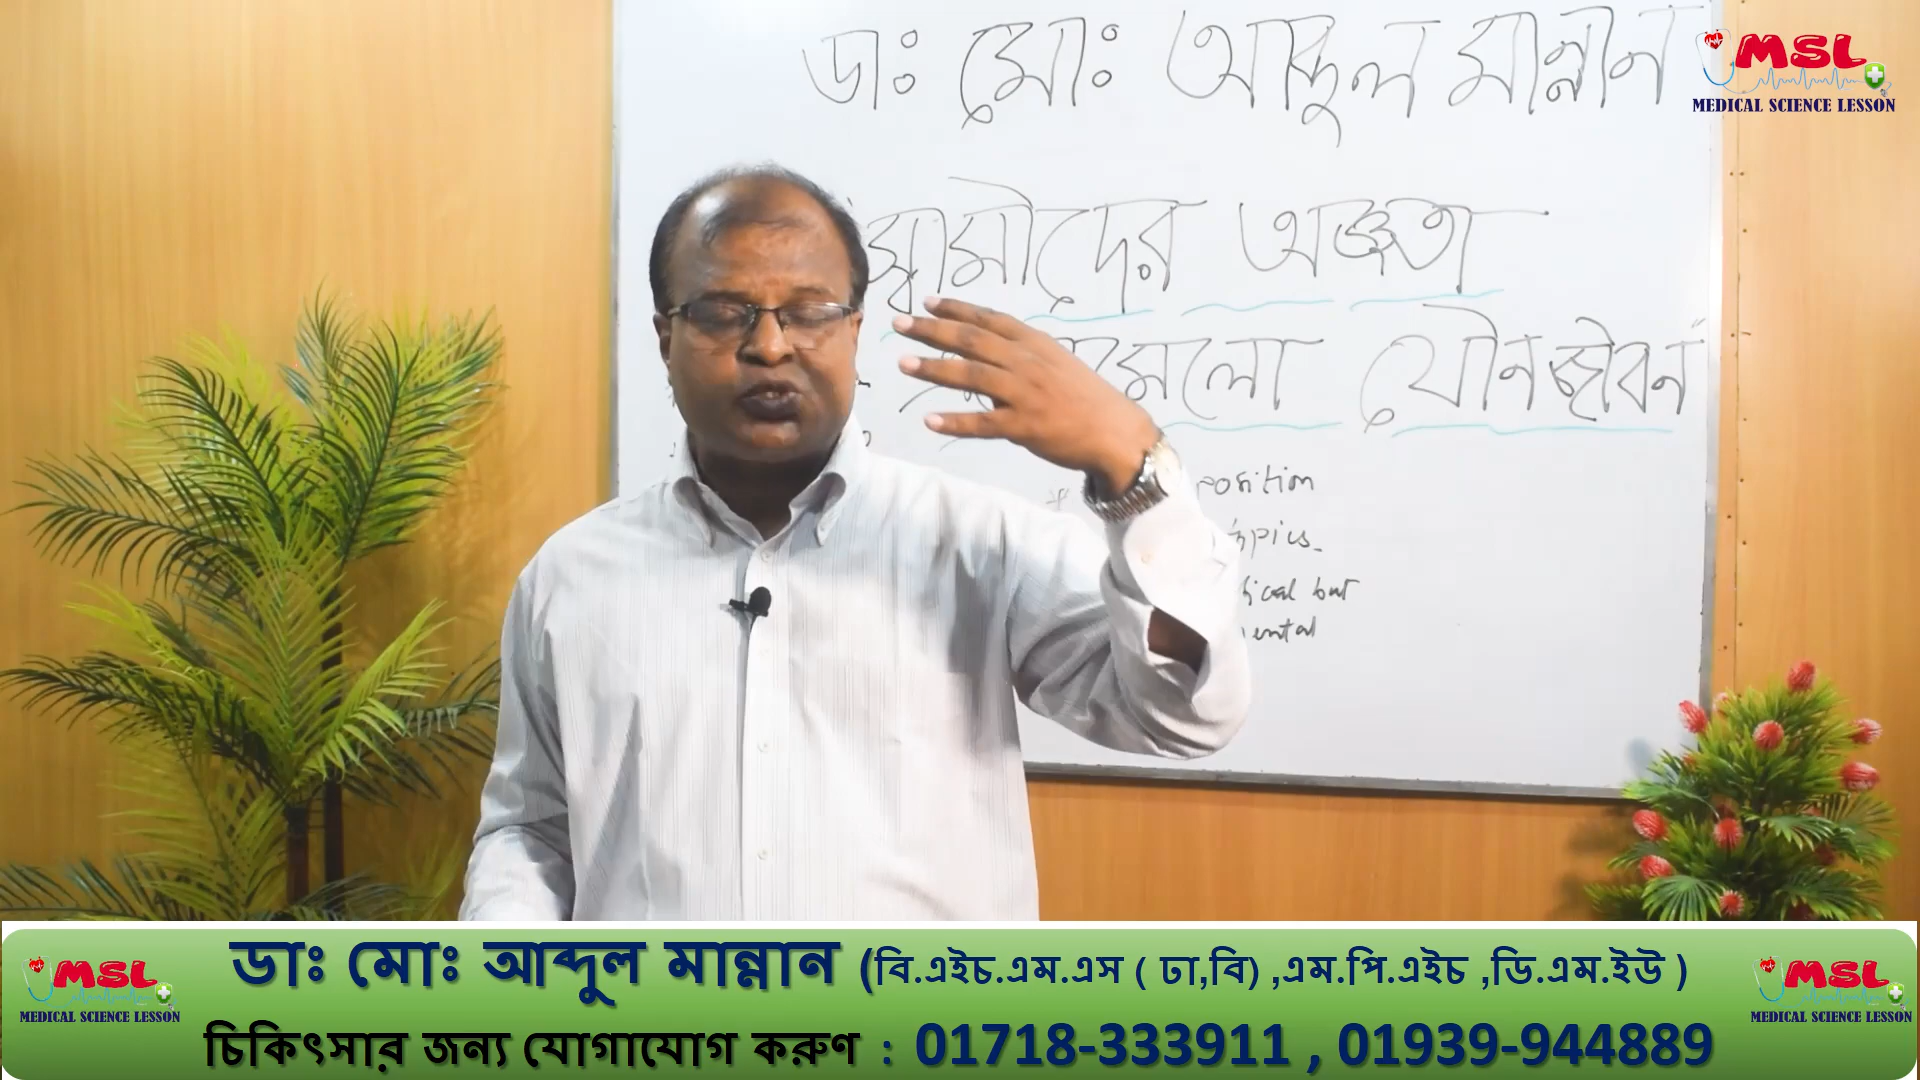 ডাঃ মোঃ আব্দুল মান্নান
MSL
MEDICAL SCIENCE LESSON
স্বামীদের অজ্ঞতা
যৌন জীবন
position
but
ডাঃ মোঃ আব্দুল মান্নান (বি.এইচ.এম.এস ( ঢা,বি) ,এম.পি.এইচ ,ডি.এম.ইউ )
MSL
MEDICAL SCIENCE LESSON
MSL
MEDICAL SCIENCE LESSON
চিকিৎসার জন্য যোগাযোগ করুণ : 01718-333911 , 01939-944889